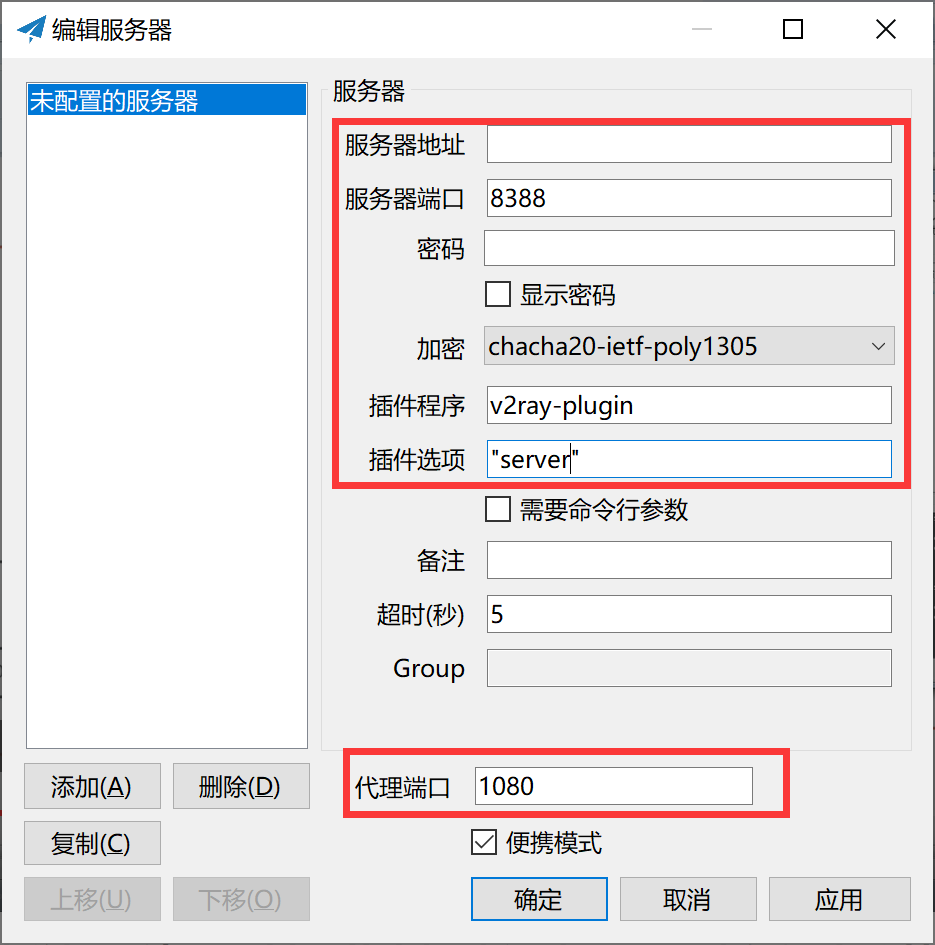 编辑服务器
未配置的服务器
服务器
服务器地址
服务器端口 8388
密码
显示密码
加密 chacha20-ietf-poly1305
插件程序 v2ray-plugin
插件选项 "server"
需要命令行参数
备注
超时(秒) 5
Group
添加(A) 删除(D)
代理端口 1080
复制(C)
便携模式
上移(U) 下移(O)
确定 取消 应用